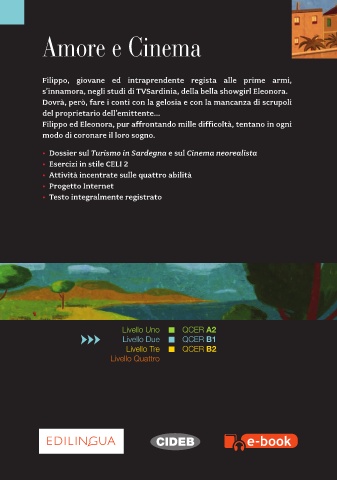 Amore e Cinema
Filippo, giovane ed intraprendente regista alle prime armi,
s'innamora, negli studi di TVSardinia, della bella showgirl Eleonora.
Dovrà, però, fare i conti con la gelosia e con la mancanza di scrupoli
del proprietario dell'emittente...
Filippo ed Eleonora, pur affrontando mille difficoltà, tentano in ogni
modo di coronare il loro sogno.
• Dossier sul Turismo in Sardegna e sul Cinema neorealista
• Esercizi in stile CELI 2
• Attività incentrate sulle quattro abilità
• Progetto Internet
• Testo integralmente registrato
Livello Uno ■ QCER A2
Livello Due ■ QCER B1
Livello Tre ■ QCER B2
Livello Quattro
EDILINGUA
CIDEB
e-book